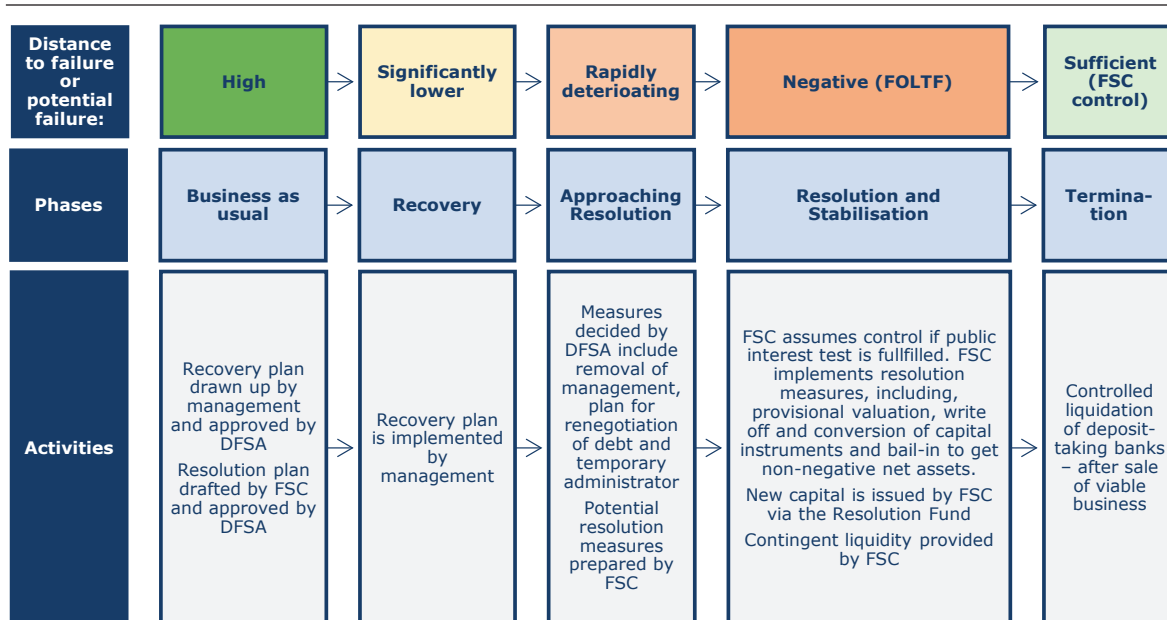 Distance
to failure
or
potential
failure:
High
Significantly
lower
Rapidly
deterioating
Negative (FOLTF)
Sufficient
(FSC
control)
Phases
Business as
usual
Recovery
Approaching
Resolution
Resolution and
Stabilisation
Termina-
tion
Activities
Recovery plan
drawn up by
management
and approved by
DFSA
Resolution plan
drafted by FSC
and approved by
DFSA
Recovery plan
is implemented
by
management
Measures
decided by
DFSA include
removal of
management,
plan for
renegotiation
of debt and
temporary
administrator
Potential
resolution
measures
prepared by
FSC
FSC assumes control if public
interest test is fullfilled. FSC
implements resolution
measures, including,
provisional valuation, write
off and conversion of capital
instruments and bail-in to get
non-negative net assets.
New capital is issued by FSC
via the Resolution Fund
Contingent liquidity provided
by FSC
Controlled
liquidation
of deposit-
taking banks
– after sale
of viable
business